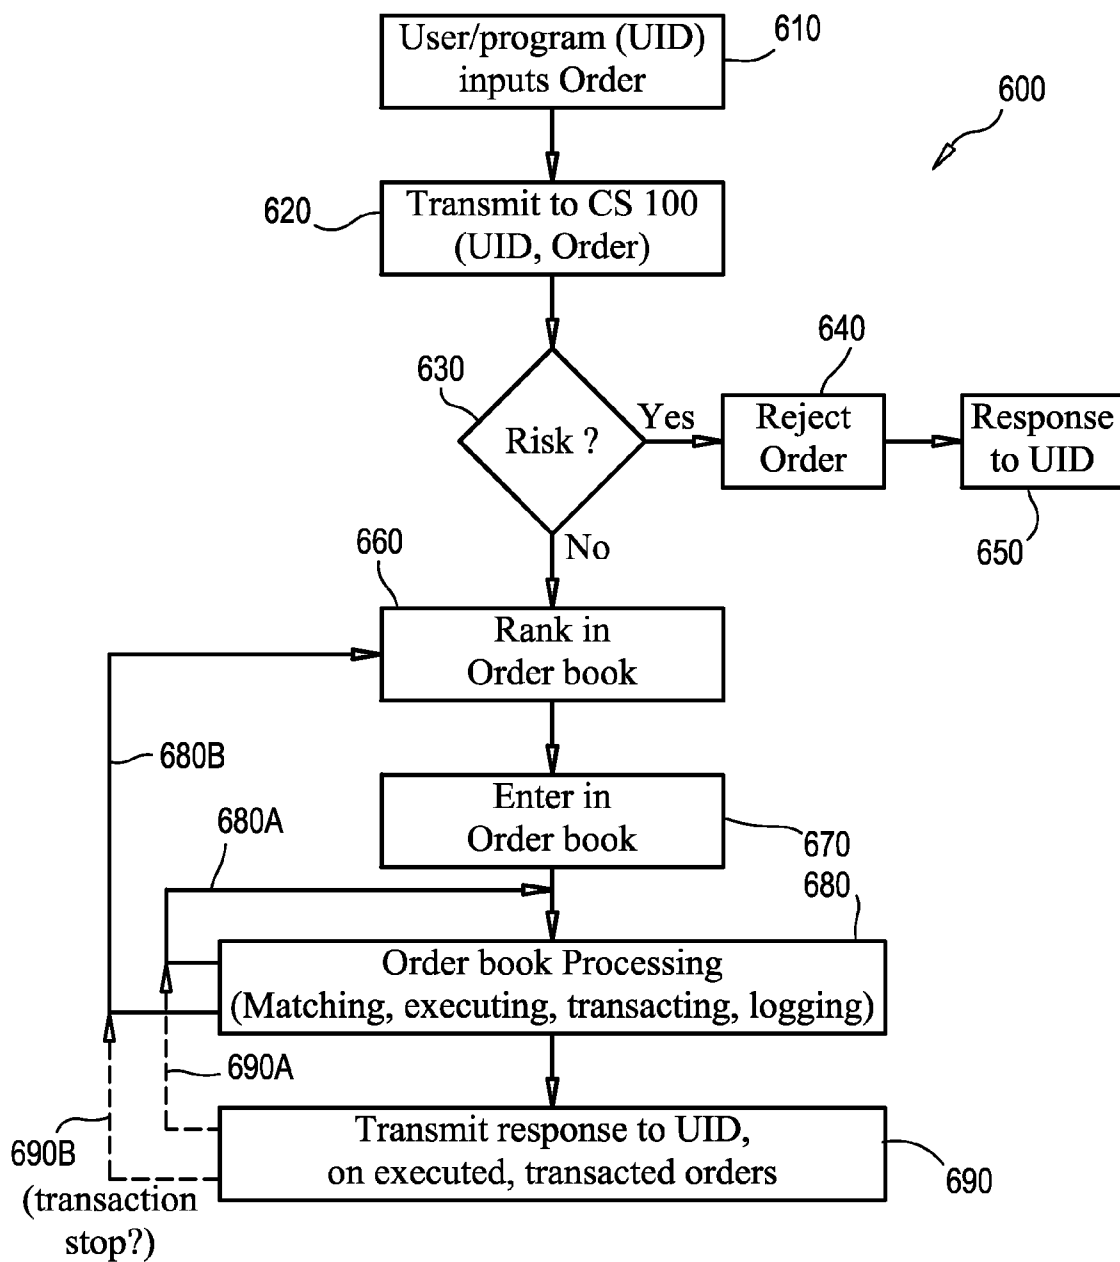 User/program (UID)
inputs Order
610
600
620
Transmit to CS 100
(UID, Order)
630
Risk ?
Yes
640
Reject
Order
Response
to UID
650
No
660
Rank in
Order book
680B
Enter in
Order book
670
680A
680
Order book Processing
(Matching, executing, transacting, logging)
690A
690B
(transaction
stop?)
Transmit response to UID,
on executed, transacted orders
690